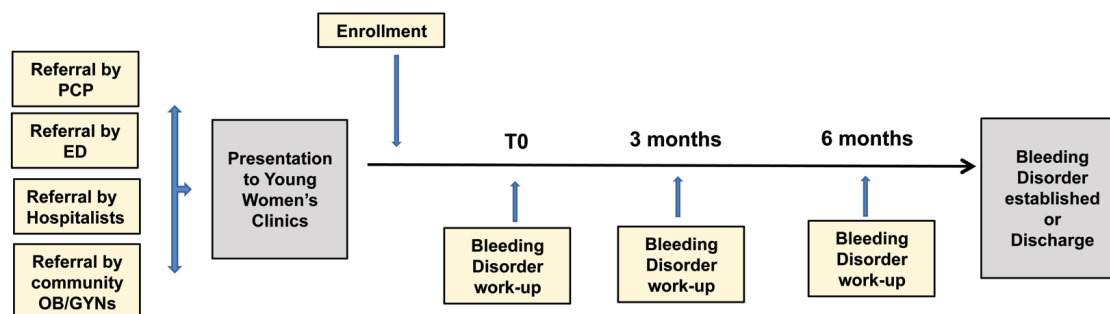 Referral by
PCP
Referral by
ED
Referral by
Hospitalists
Referral by
community
OB/GYNs
Presentation
to Young
Women's
Clinics
Enrollment
T0
3 months
6 months
Bleeding
Disorder
work-up
Bleeding
Disorder
work-up
Bleeding
Disorder
work-up
Bleeding
Disorder
established
or
Discharge